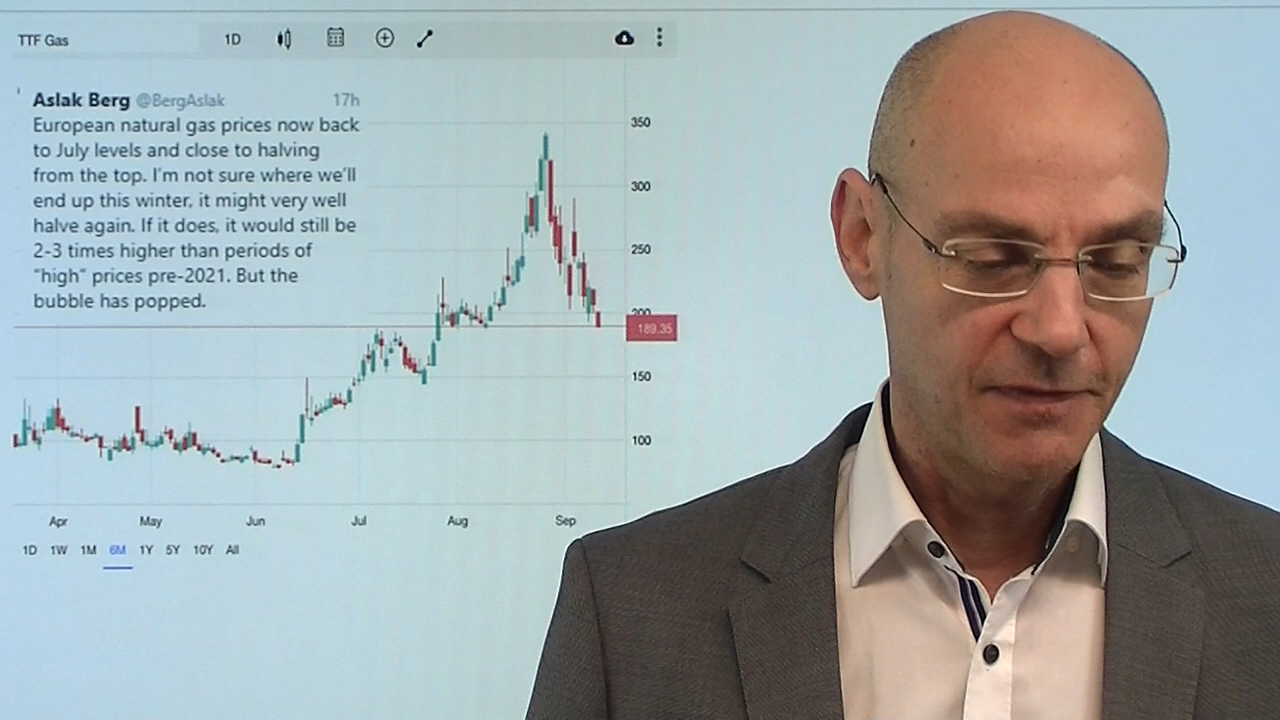 TTF Gas 1D
Aslak Berg @BergAslak 17h
European natural gas prices now back
to July levels and close to halving
from the top. I'm not sure where we'll
end up this winter, it might very well
halve again. If it does, it would still be
2-3 times higher than periods of
"high" prices pre-2021. But the
bubble has popped.
350
300
250
200
189.35
150
100
Apr May Jun Jul Aug Sep
1D 1W 1M 6M 1Y 5Y 10Y All